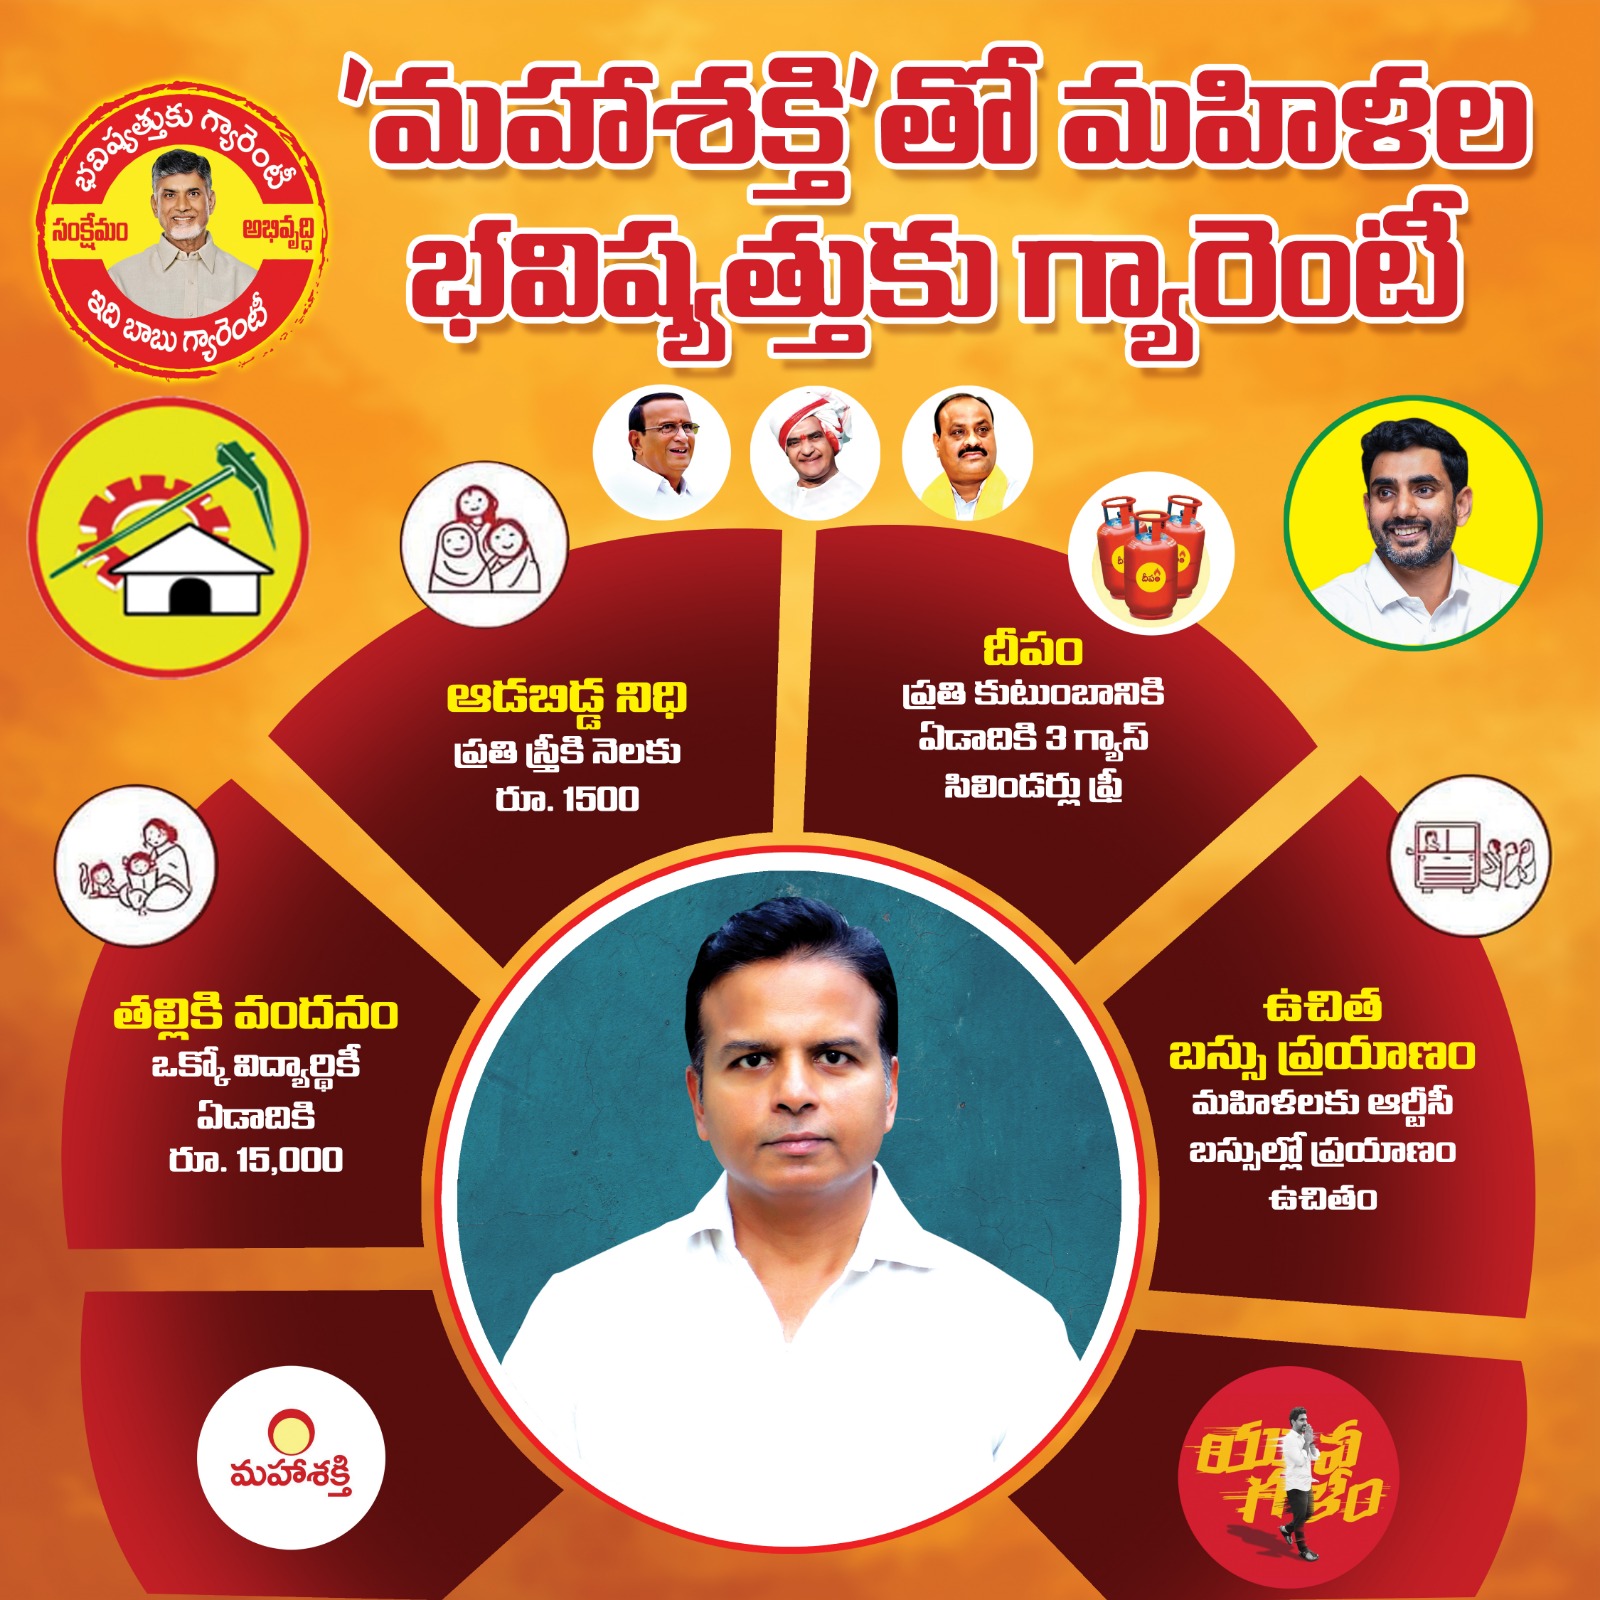 'మహాశక్తి'తో మహిళల
భవిష్యత్తుకు గ్యారెంటీ
భవిష్యత్తుకు గ్యారెంటీ
సంక్షేమం
అభివృద్ధి
ఇది బాబు గ్యారెంటీ
ఆడబిడ్డ నిధి
ప్రతి స్త్రీకి నెలకు
రూ. 1500
దీపం
దీపం
ప్రతి కుటుంబానికి
ఏడాదికి 3 గ్యాస్
సిలిండర్లు ఫ్రీ
తల్లికి వందనం
ఒక్కో విద్యార్థికీ
ఏడాదికి
రూ. 15,000
ఉచిత
బస్సు ప్రయాణం
మహిళలకు ఆర్టీసీ
బస్సుల్లో ప్రయాణం
ఉచితం
మహాశక్తి
యువ
గళం